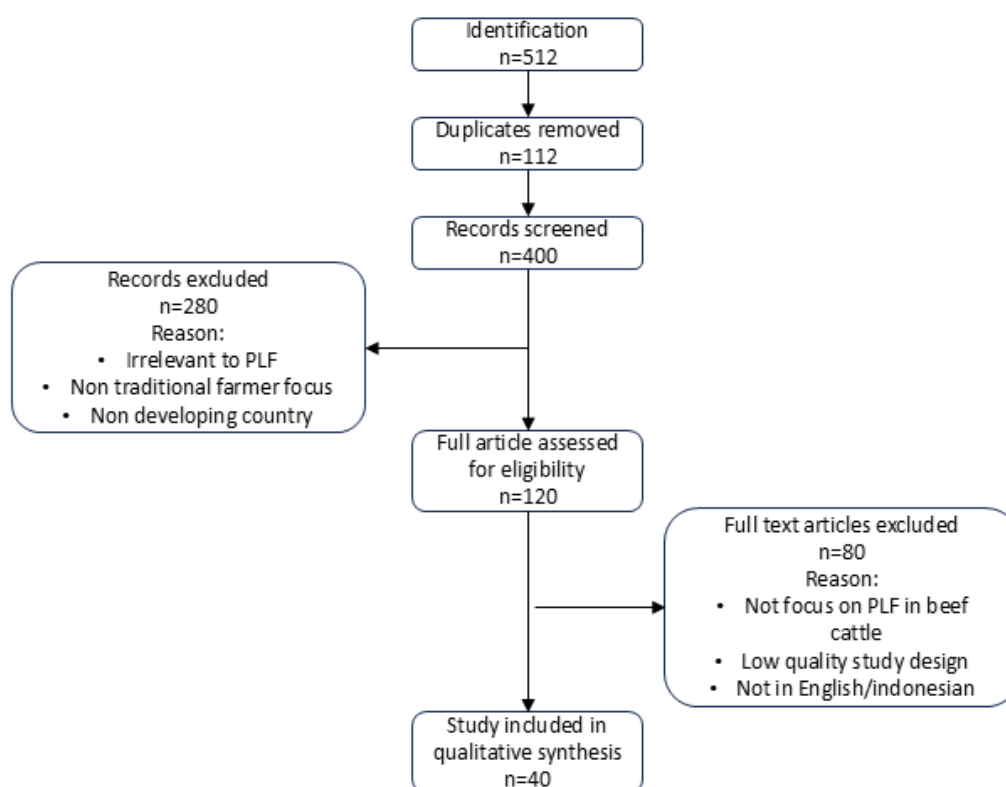 Identification
n=512
Duplicates removed
n=112
Records screened
n=400
Records excluded
n=280
Reason:
• Irrelevant to PLF
• Non traditional farmer focus
• Non developing country
Full article assessed
for eligibility
n=120
Full text articles excluded
n=80
Reason:
• Not focus on PLF in beef
cattle
• Low quality study design
• Not in English/indonesian
Study included in
qualitative synthesis
n=40